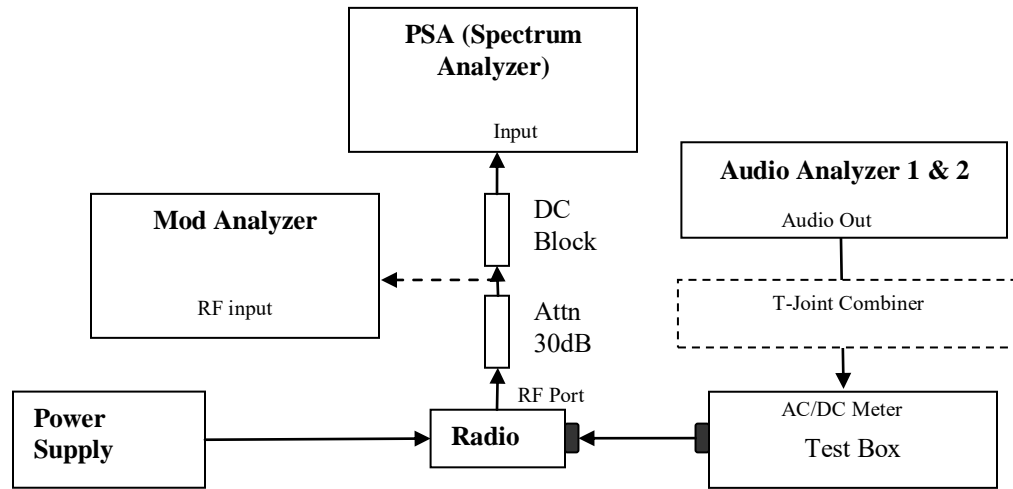 PSA (Spectrum
Analyzer)
Input
Audio Analyzer 1 & 2
Audio Out
Mod Analyzer
RF input
DC
Block
T-Joint Combiner
Attn
30dB
RF Port
Power
Supply
Radio
AC/DC Meter
Test Box